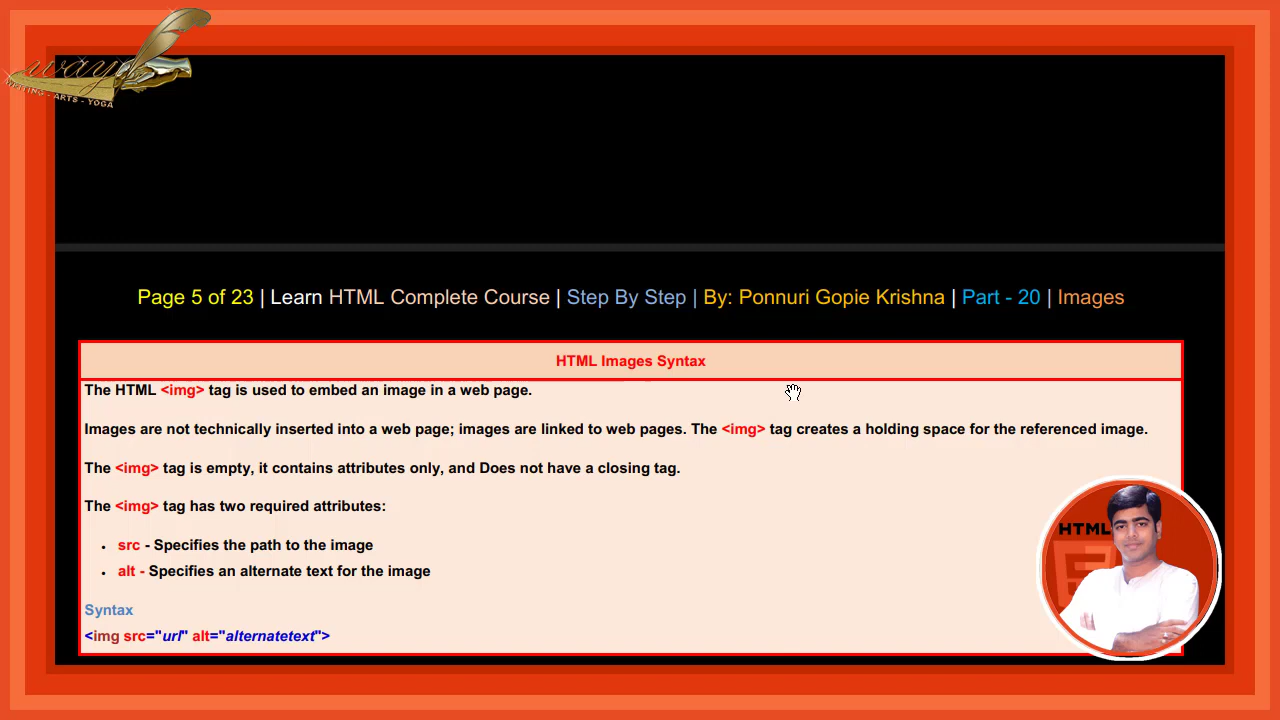 way
WRITING - ARTS - YOGA
Page 5 of 23 | Learn HTML Complete Course | Step By Step | By: Ponnuri Gopie Krishna | Part - 20 | Images
HTML Images Syntax
The HTML <img> tag is used to embed an image in a web page.
Images are not technically inserted into a web page; images are linked to web pages. The <img> tag creates a holding space for the referenced image.
The <img> tag is empty, it contains attributes only, and Does not have a closing tag.
The <img> tag has two required attributes:
• src - Specifies the path to the image
• alt - Specifies an alternate text for the image
Syntax
<img src="url" alt="alternatetext">
HTML